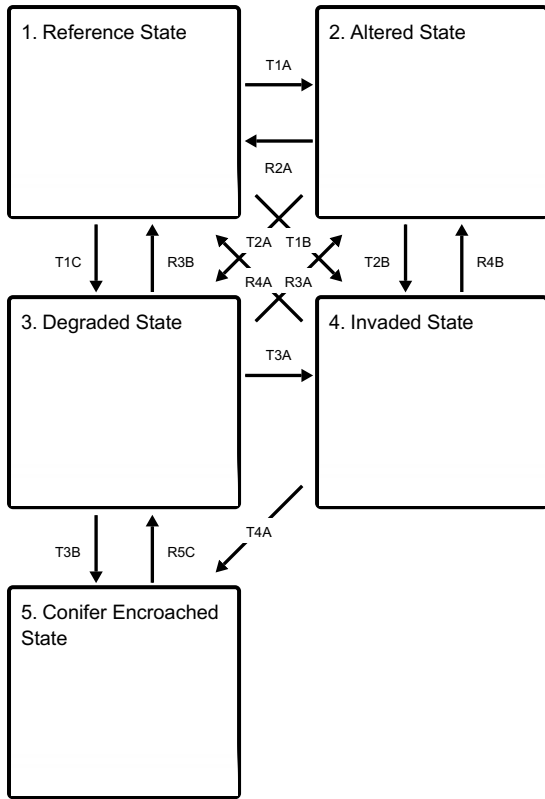 1. Reference State
2. Altered State
T1A
R2A
T1C
R3B
T2A
T1B
T2B
R4B
R4A
R3A
3. Degraded State
4. Invaded State
T3A
T3B
R5C
T4A
5. Conifer Encroached
State